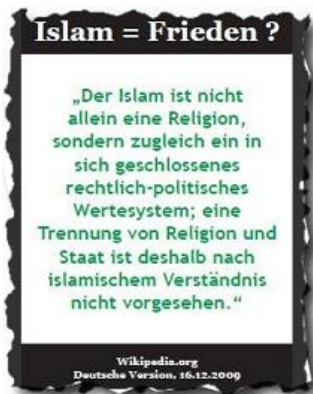 Islam = Frieden ?
„Der Islam ist nicht
allein eine Religion,
sondern zugleich ein in
sich geschlossenes
rechtlich-politisches
Wertesystem; eine
Trennung von Religion und
Staat ist deshalb nach
islamischem Verständnis
nicht vorgesehen.“
Wikipedia.org
Deutsche Version, 16.12.2009